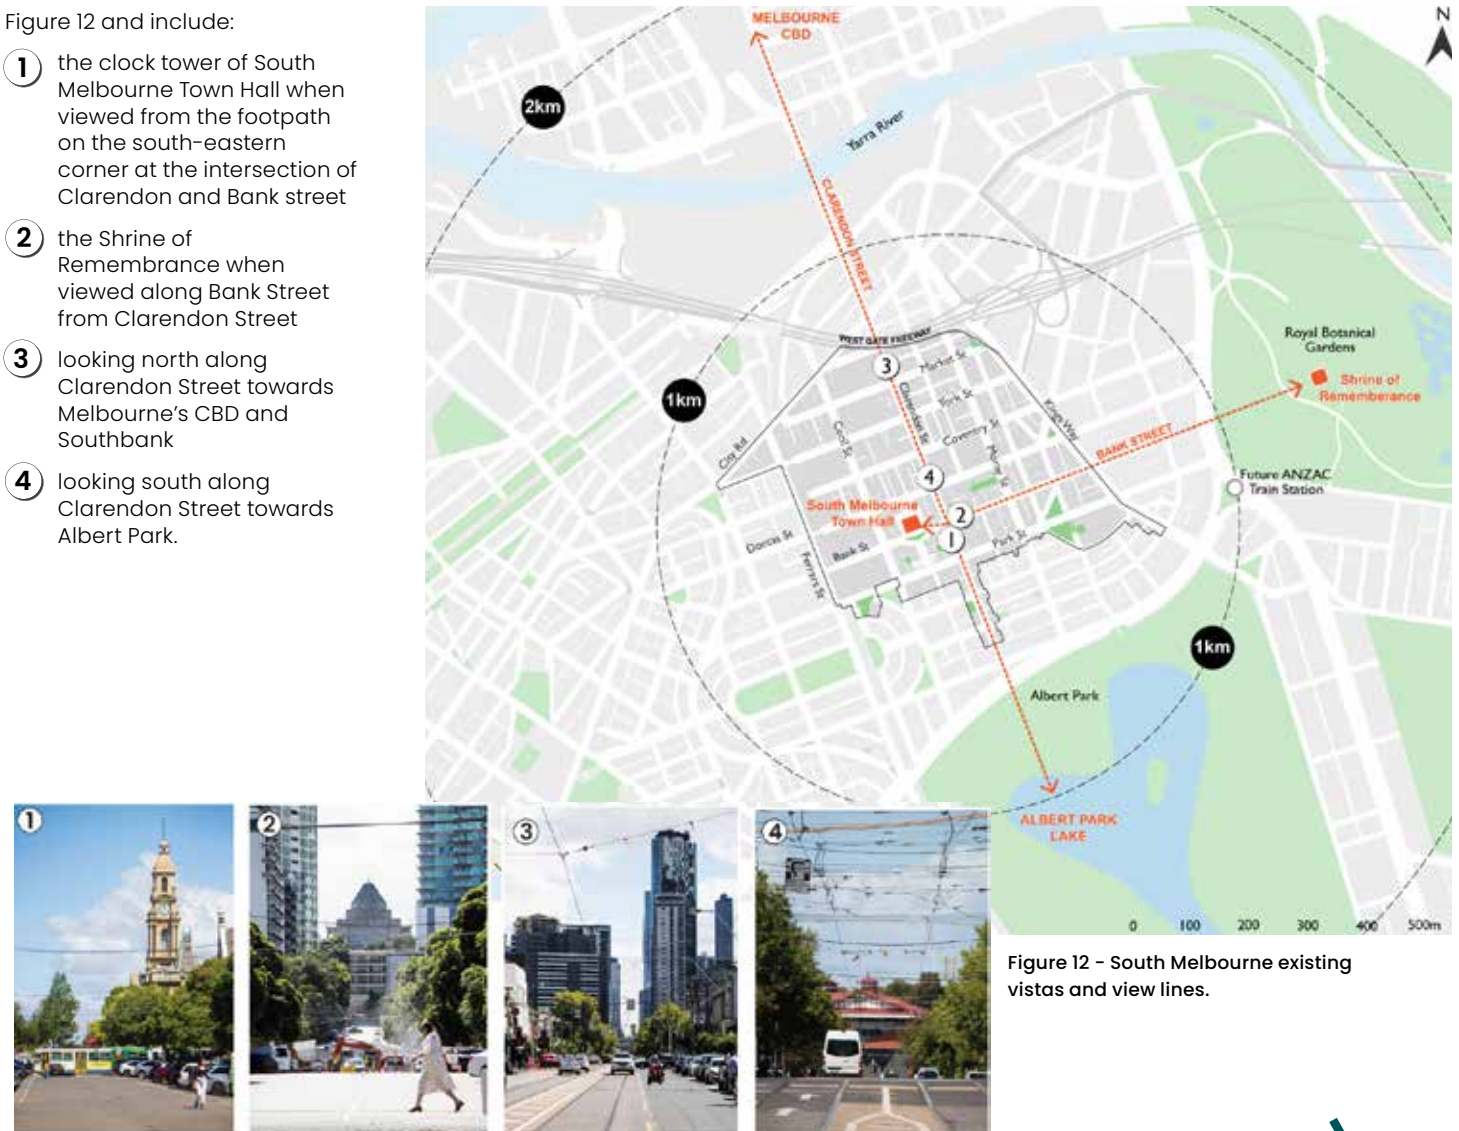 Figure 12 and include:
1
the clock tower of South
Melbourne Town Hall when
viewed from the footpath
on the south-eastern
corner at the intersection of
Clarendon and Bank street
2
the Shrine of
Remembrance when
viewed along Bank Street
from Clarendon Street
3
looking north along
Clarendon Street towards
Melbourne's CBD and
Southbank
4
looking south along
Clarendon Street towards
Albert Park.
MELBOURNE
CBD
N
2km
Yarra River
CLARENDON STREET
WEST GATE FREEWAY
Royal Botanical
Gardens
3
Market St
Shrine of
Rememberance
1km
Clarendon St
York St
Kings Way
Cecil St
Coventry St
BANK STREET
City Rd
Moray St
4
Future ANZAC
Train Station
South Melbourne
Town Hall
2
1
Park St
Dorcas St
Bank St
Ferrars St
1km
Albert Park
ALBERT PARK
LAKE
1
2
3
4
0 100 200 300 400 500m
Figure 12 - South Melbourne existing
vistas and view lines.